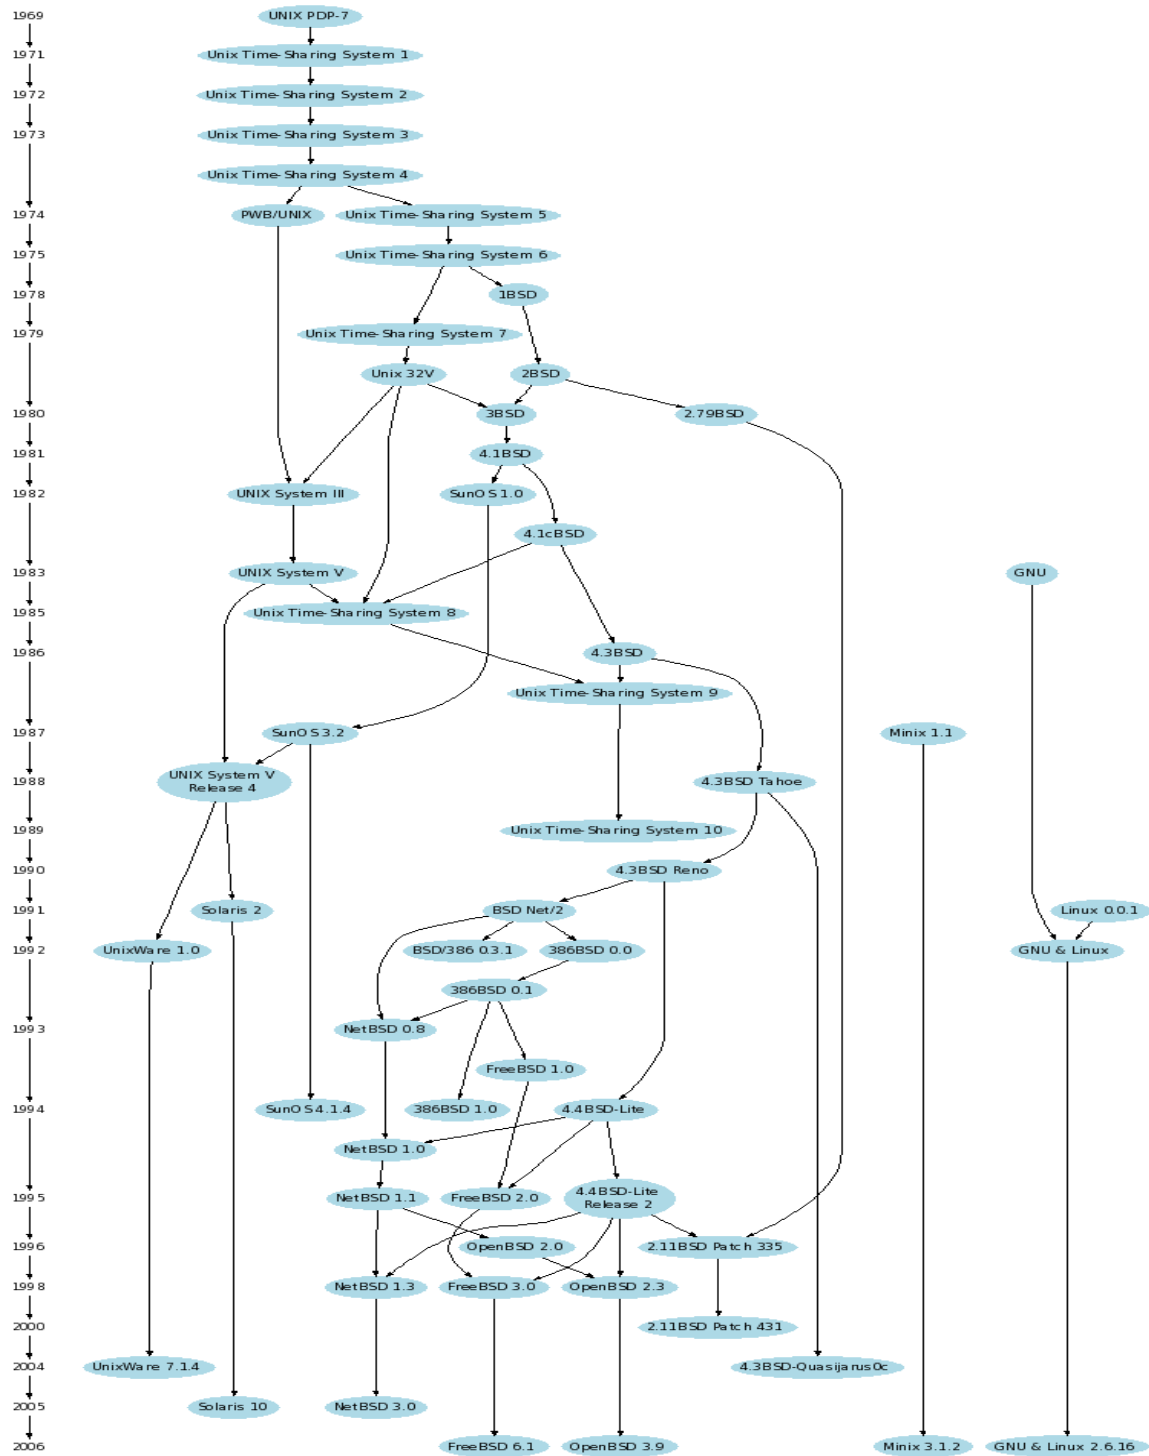 1969 UNIX PDP-7
1971 Unix Time-Sharing System 1
1972 Unix Time-Sharing System 2
1973 Unix Time-Sharing System 3
Unix Time-Sharing System 4
1974 PWB/UNIX Unix Time-Sharing System 5
1975 Unix Time-Sharing System 6
1978 1BSD
1979 Unix Time-Sharing System 7
Unix 32V 2BSD
1980 3BSD 2.79BSD
1981 4.1BSD
1982 UNIX System III SunOS 1.0
4.1cBSD
1983 UNIX System V GNU
1985 Unix Time-Sharing System 8
1986 4.3BSD
Unix Time-Sharing System 9
1987 SunOS 3.2 Minix 1.1
1988 UNIX System V
Release 4 4.3BSD Tahoe
1989 Unix Time-Sharing System 10
1990 4.3BSD Reno
1991 Solaris 2 BSD Net/2 Linux 0.0.1
1992 UnixWare 1.0 BSD/386 0.3.1 386BSD 0.0 GNU & Linux
386BSD 0.1
1993 NetBSD 0.8
FreeBSD 1.0
1994 SunOS 4.1.4 386BSD 1.0 4.4BSD-Lite
NetBSD 1.0
1995 NetBSD 1.1 FreeBSD 2.0 4.4BSD-Lite
Release 2
1996 OpenBSD 2.0 2.11BSD Patch 335
1998 NetBSD 1.3 FreeBSD 3.0 OpenBSD 2.3
2000 2.11BSD Patch 431
2004 UnixWare 7.1.4 4.3BSD-Quasijarus0c
2005 Solaris 10 NetBSD 3.0
2006 FreeBSD 6.1 OpenBSD 3.9 Minix 3.1.2 GNU & Linux 2.6.16